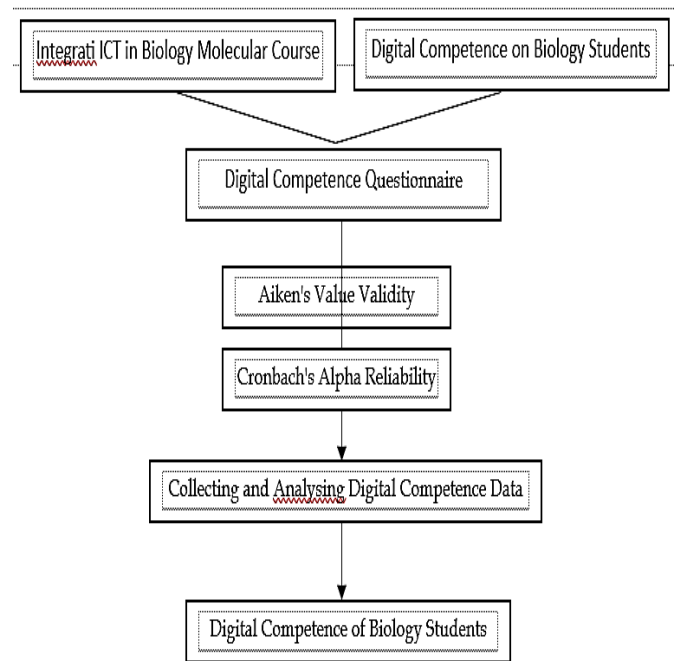 Integrati ICT in Biology Molecular Course
Digital Competence on Biology Students
Digital Competence Questionnaire
Aiken's Value Validity
Cronbach's Alpha Reliability
Collecting and Analysing Digital Competence Data
Digital Competence of Biology Students